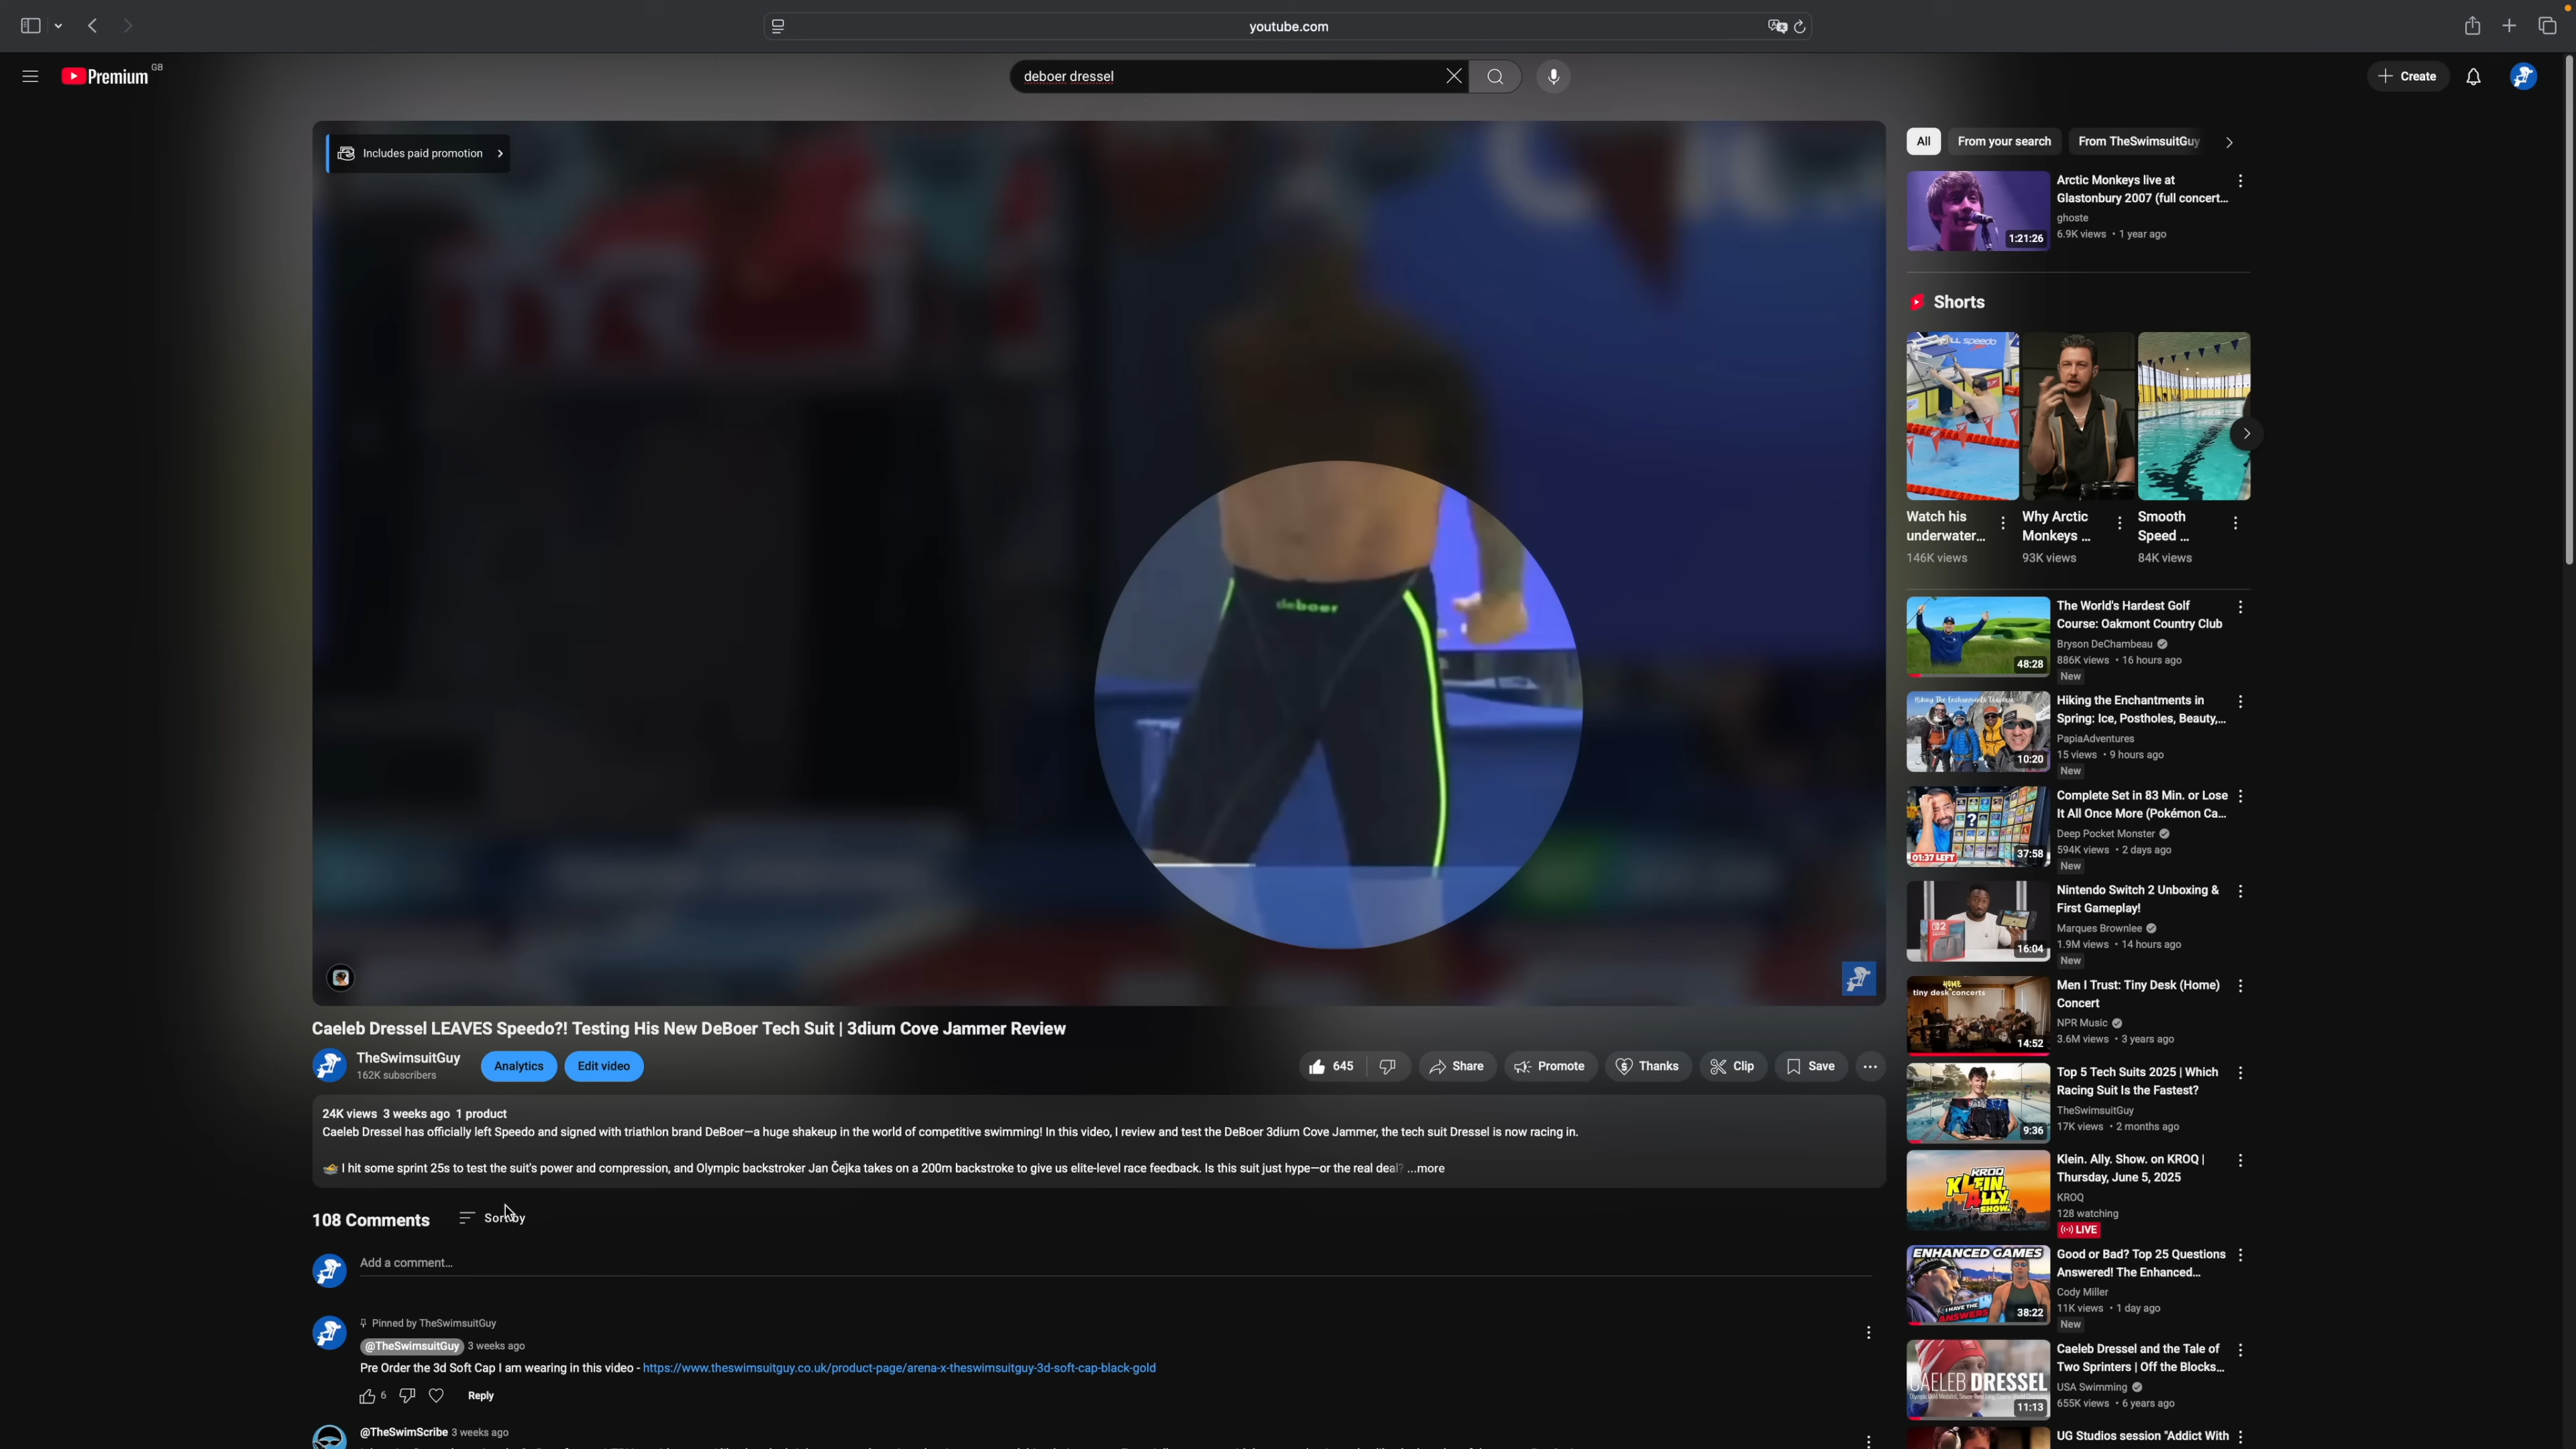 youtube.com
Premium GB
deboer dressel
Create
Includes paid promotion
deboer
Caeleb Dressel LEAVES Speedo?! Testing His New DeBoer Tech Suit | 3dium Cove Jammer Review
TheSwimsuitGuy
162K subscribers
Analytics
Edit video
645
Share
Promote
Thanks
Clip
Save
24K views 3 weeks ago 1 product
Caeleb Dressel has officially left Speedo and signed with triathlon brand DeBoer—a huge shakeup in the world of competitive swimming! In this video, I review and test the DeBoer 3dium Cove Jammer, the tech suit Dressel is now racing in.
I hit some sprint 25s to test the suit's power and compression, and Olympic backstroker Jan Čejka takes on a 200m backstroke to give us elite-level race feedback. Is this suit just hype—or the real deal? ...more
108 Comments
Sort by
Add a comment...
Pinned by TheSwimsuitGuy
@TheSwimsuitGuy 3 weeks ago
Pre Order the 3d Soft Cap I am wearing in this video - https://www.theswimsuitguy.co.uk/product-page/arena-x-theswimsuitguy-3d-soft-cap-black-gold
6
Reply
@TheSwimScribe 3 weeks ago
All
From your search
From TheSwimsuitGuy
1:21:26
Arctic Monkeys live at
Glastonbury 2007 (full concert...
ghoste
6.9K views • 1 year ago
Shorts
speedo
Watch his
underwater...
146K views
Why Arctic
Monkeys ...
93K views
Smooth
Speed ...
84K views
48:28
The World's Hardest Golf
Course: Oakmont Country Club
Bryson DeChambeau
886K views • 16 hours ago
New
10:20
Hiking the Enchantments in
Spring: Ice, Postholes, Beauty,...
PapiaAdventures
15 views • 9 hours ago
New
01:37 LEFT
37:58
Complete Set in 83 Min. or Lose
It All Once More (Pokémon Ca...
Deep Pocket Monster
594K views • 2 days ago
New
16:04
Nintendo Switch 2 Unboxing &
First Gameplay!
Marques Brownlee
1.9M views • 14 hours ago
New
HOME
tiny desk concerts
14:52
Men I Trust: Tiny Desk (Home)
Concert
NPR Music
3.6M views • 3 years ago
9:36
Top 5 Tech Suits 2025 | Which
Racing Suit Is the Fastest?
TheSwimsuitGuy
17K views • 2 months ago
KROQ
KLEIN.
ALLY.
SHOW.
Klein. Ally. Show. on KROQ |
Thursday, June 5, 2025
KROQ
128 watching
LIVE
ENHANCED GAMES
I HAVE THE
ANSWERS
38:22
Good or Bad? Top 25 Questions
Answered! The Enhanced...
Cody Miller
11K views • 1 day ago
New
CAELEB DRESSEL
11:13
Caeleb Dressel and the Tale of
Two Sprinters | Off the Blocks...
USA Swimming
655K views • 6 years ago
UG Studios session "Addict With